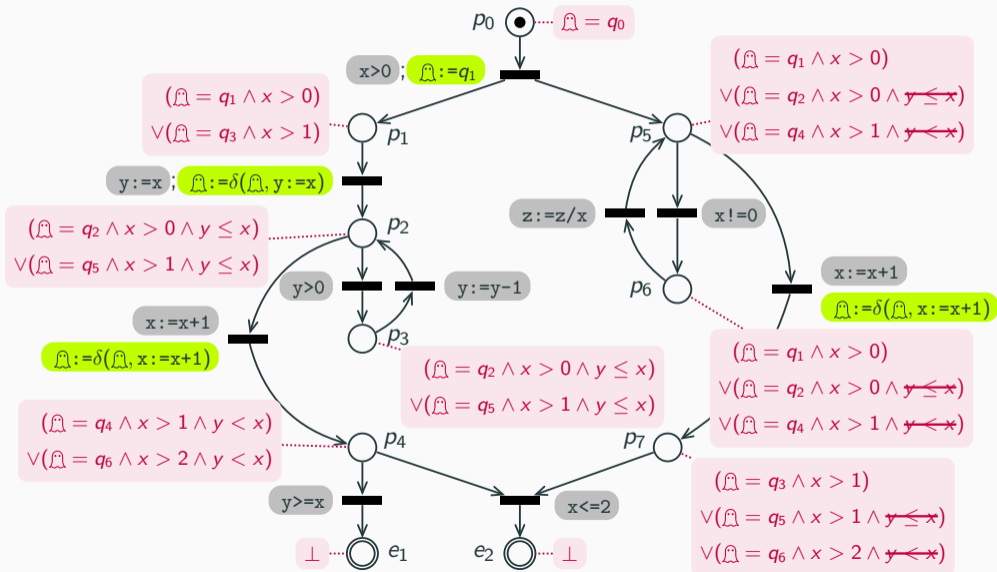 p₀
👻 = q₀
x>0; 👻:=q₁
(👻 = q₁ ∧ x > 0)
∨(👻 = q₃ ∧ x > 1)
p₁
p₅
(👻 = q₁ ∧ x > 0)
∨(👻 = q₂ ∧ x > 0 ∧ y ≤ x)
∨(👻 = q₄ ∧ x > 1 ∧ y < x)
y:=x; 👻:=δ(👻, y:=x)
(👻 = q₂ ∧ x > 0 ∧ y ≤ x)
∨(👻 = q₅ ∧ x > 1 ∧ y ≤ x)
p₂
z:=z/x
x!=0
y>0
y:=y-1
p₆
x:=x+1
👻:=δ(👻, x:=x+1)
x:=x+1
👻:=δ(👻, x:=x+1)
p₃
(👻 = q₂ ∧ x > 0 ∧ y ≤ x)
∨(👻 = q₅ ∧ x > 1 ∧ y ≤ x)
(👻 = q₁ ∧ x > 0)
∨(👻 = q₂ ∧ x > 0 ∧ y ≤ x)
∨(👻 = q₄ ∧ x > 1 ∧ y < x)
(👻 = q₄ ∧ x > 1 ∧ y < x)
∨(👻 = q₆ ∧ x > 2 ∧ y < x)
p₄
p₇
y>=x
x<=2
(👻 = q₃ ∧ x > 1)
∨(👻 = q₅ ∧ x > 1 ∧ y ≤ x)
∨(👻 = q₆ ∧ x > 2 ∧ y < x)
⊥
e₁
e₂
⊥